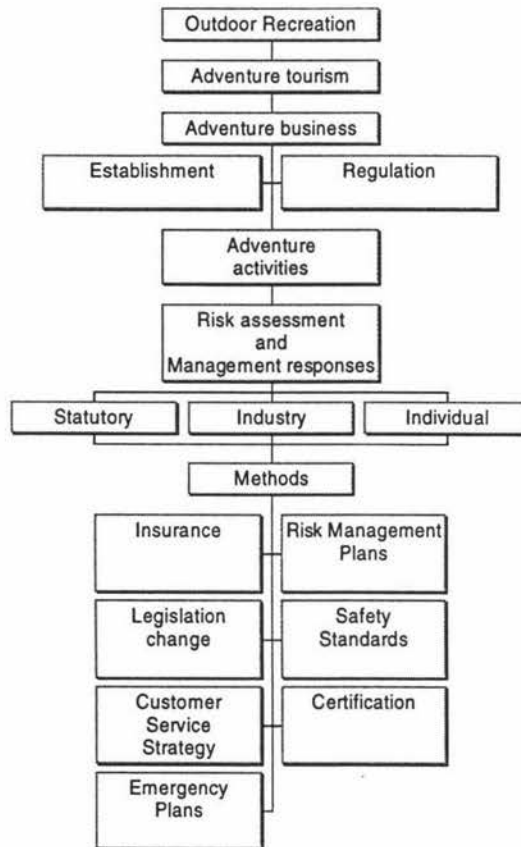 Outdoor Recreation
Adventure tourism
Adventure business
Establishment
Regulation
Adventure
activities
Risk assessment
and
Management responses
Statutory
Industry
Individual
Methods
Insurance
Risk Management
Plans
Legislation
change
Safety
Standards
Customer
Service
Strategy
Certification
Emergency
Plans